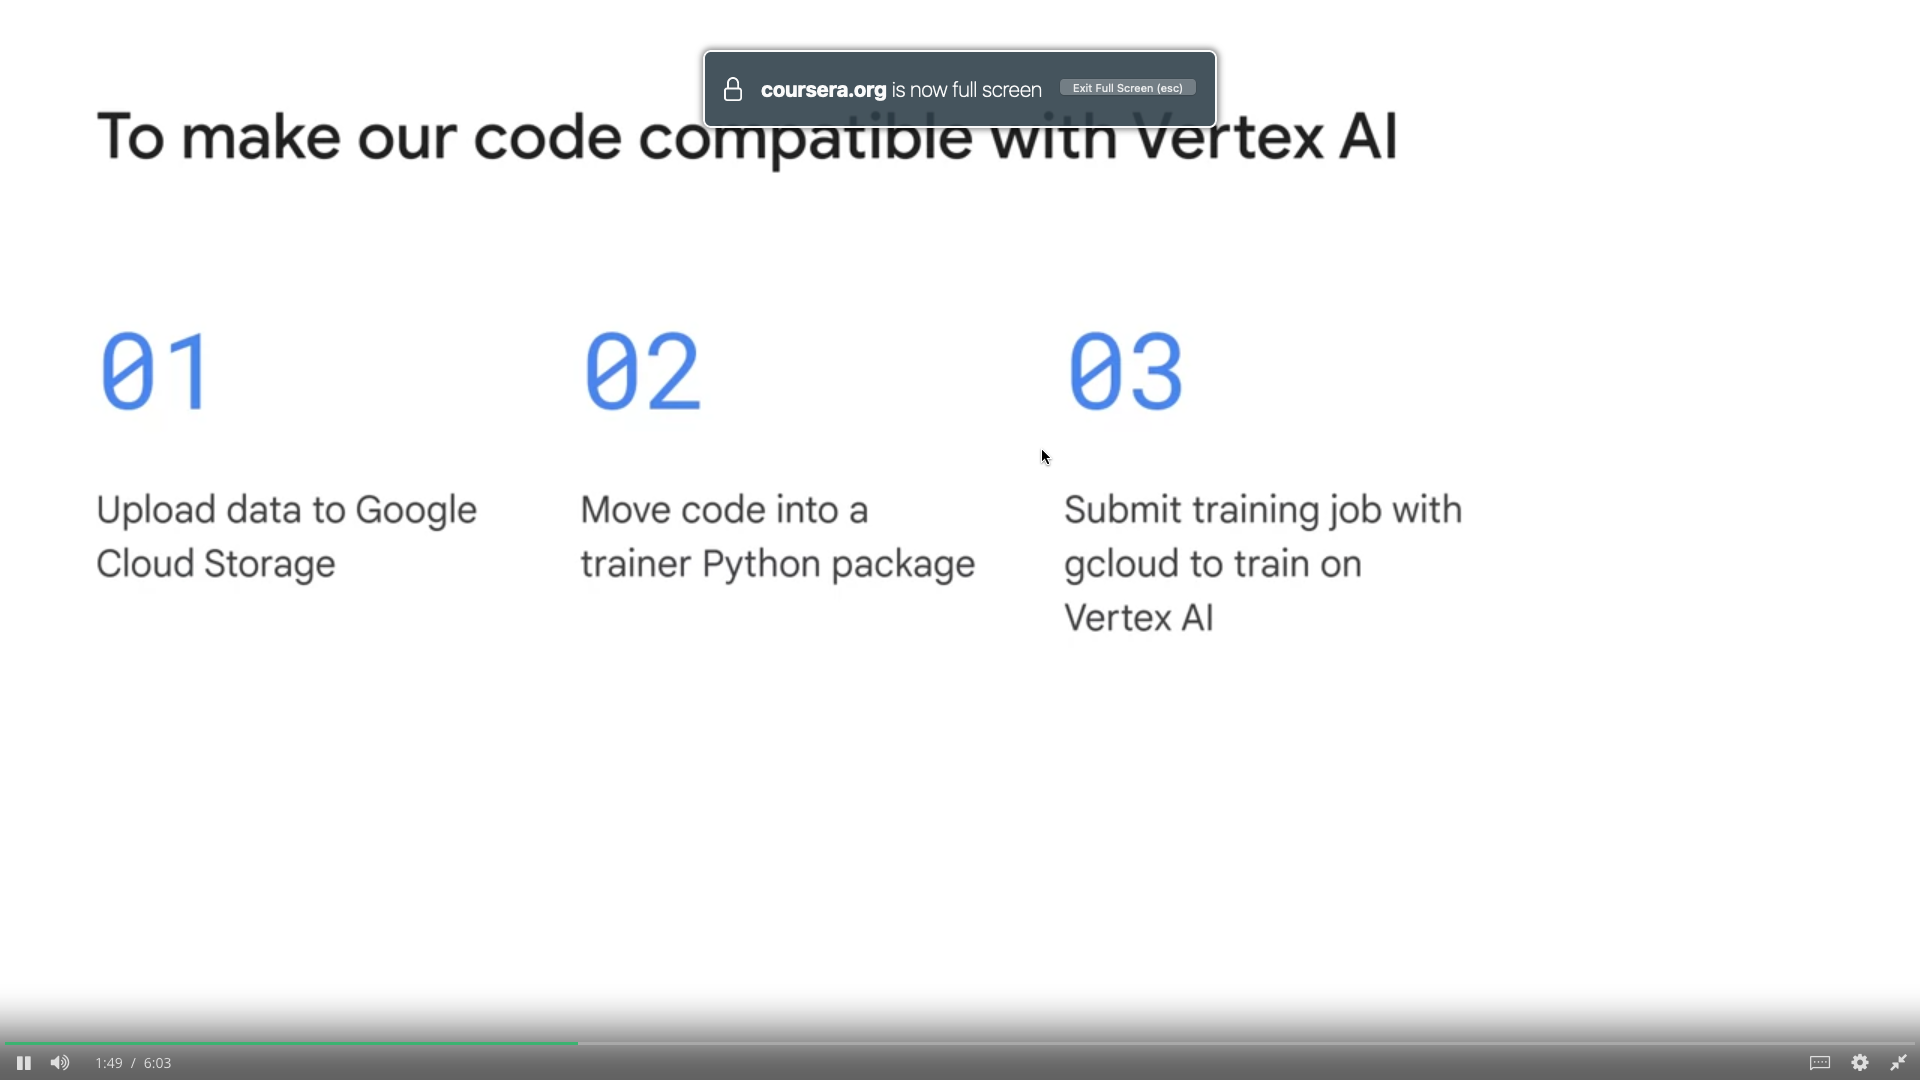 coursera.org is now full screen Exit Full Screen (esc)
To make our code compatible with Vertex AI
01
Upload data to Google
Cloud Storage
02
Move code into a
trainer Python package
03
Submit training job with
gcloud to train on
Vertex AI
1:49 / 6:03